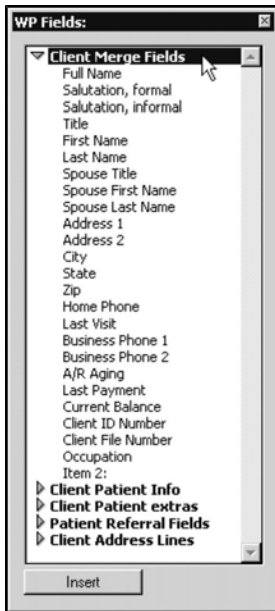 WP Fields:
Client Merge Fields
Full Name
Salutation, formal
Salutation, informal
Title
First Name
Last Name
Spouse Title
Spouse First Name
Spouse Last Name
Address 1
Address 2
City
State
Zip
Home Phone
Last Visit
Business Phone 1
Business Phone 2
A/R Aging
Last Payment
Current Balance
Client ID Number
Client File Number
Occupation
Item 2:
Client Patient Info
Client Patient extras
Patient Referral Fields
Client Address Lines
Insert